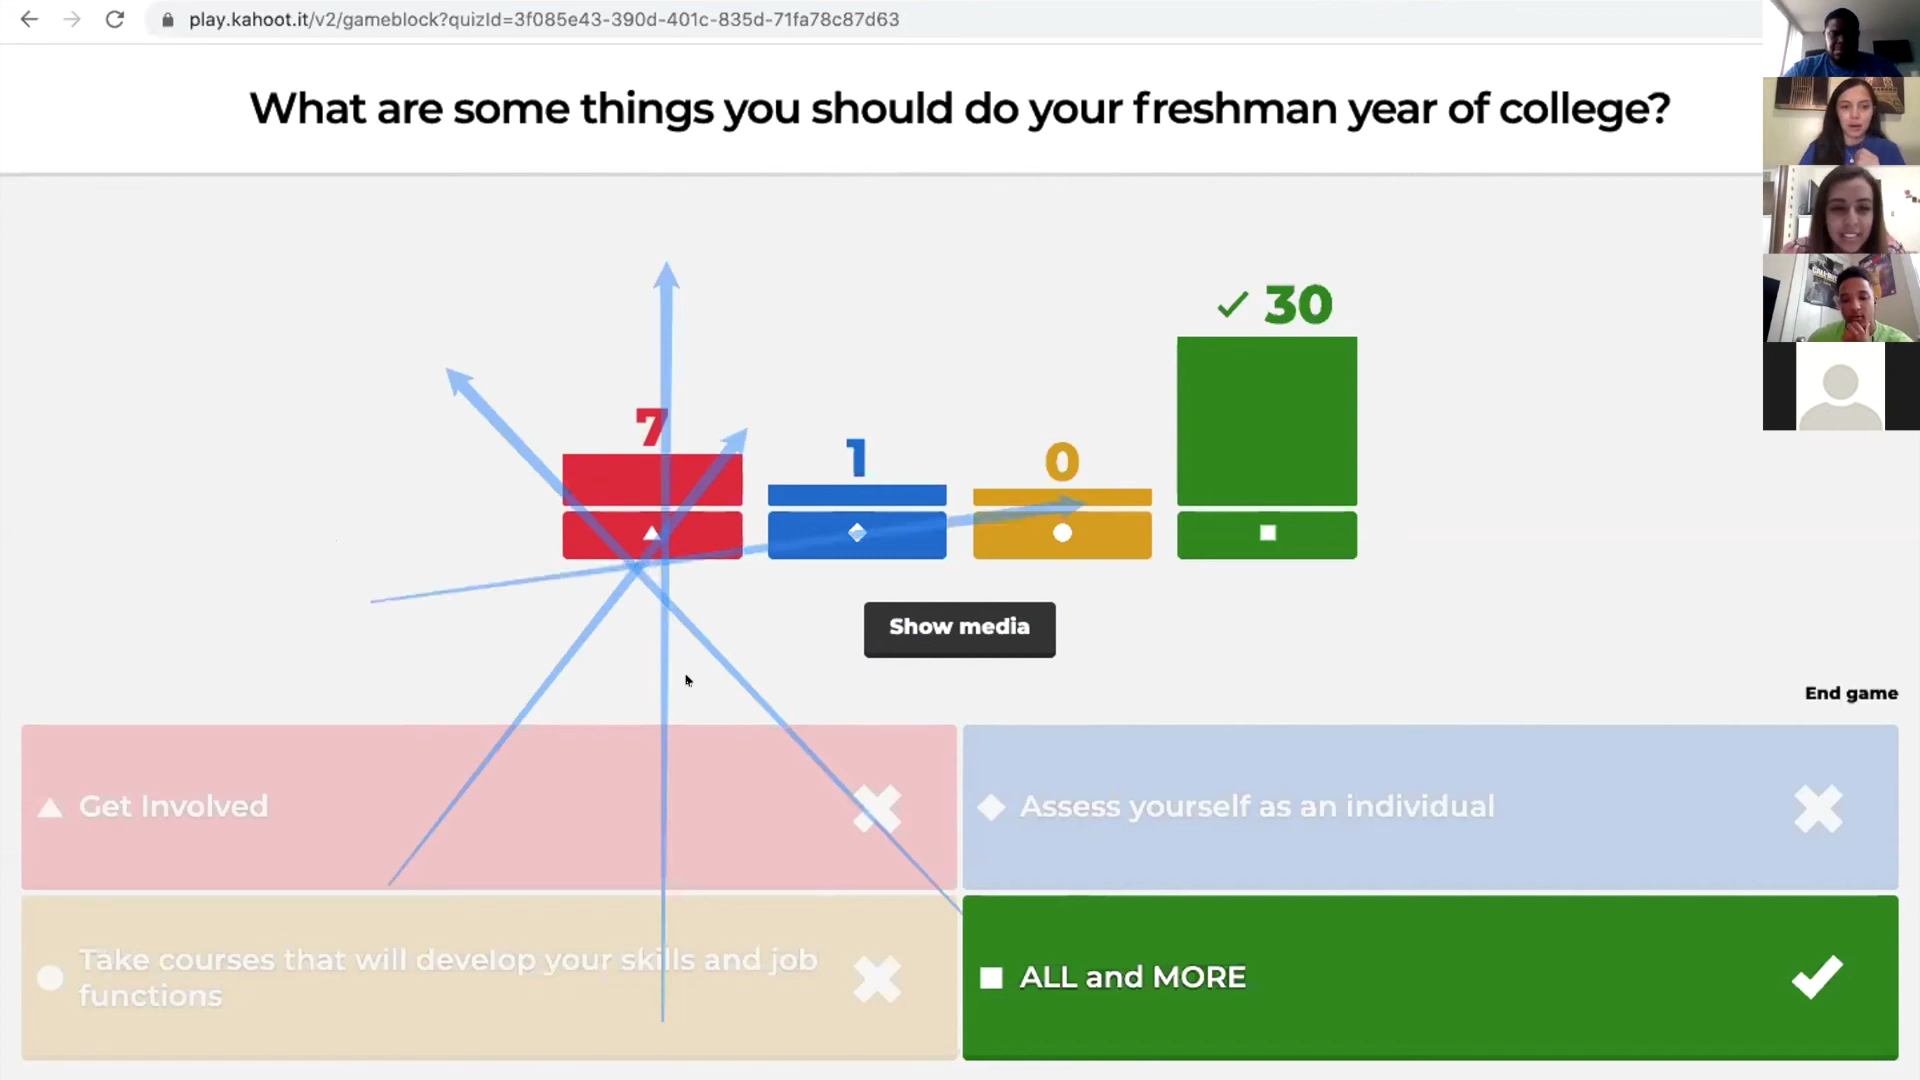 play.kahoot.it/v2/gameblock?quizId=3f085e43-390d-401c-835d-71fa78c87d63
What are some things you should do your freshman year of college?
7
1
0
30
Show media
End game
Get Involved
Assess yourself as an individual
Take courses that will develop your skills and job
functions
ALL and MORE